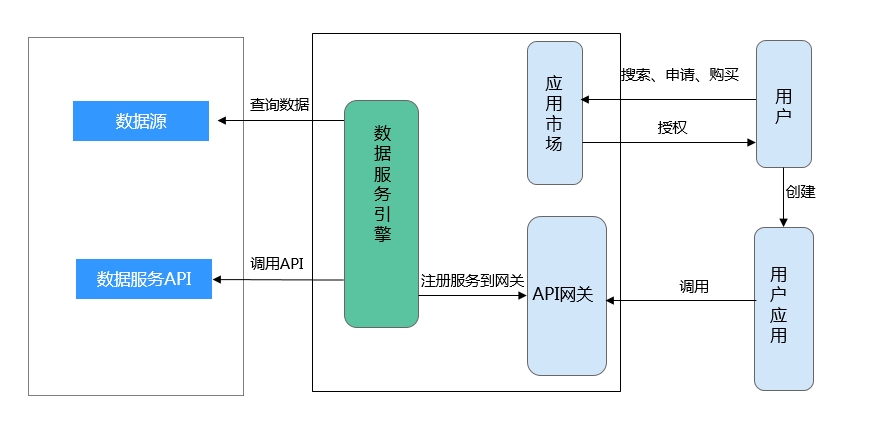 数据源
数据服务API
查询数据
调用API
数据服务引擎
注册服务到网关
应用市场
API网关
搜索、申请、购买
授权
调用
用户
创建
用户应用